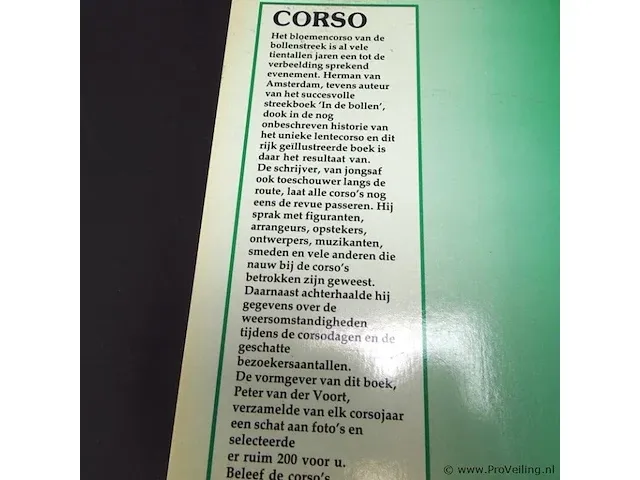 CORSO
Het bloemencorso van de
bollenstreek is al vele
tientallen jaren een tot de
verbeelding sprekend
evenement. Herman van
Amsterdam, tevens auteur
van het succesvolle
streekboek 'In de bollen',
dook in de nog
onbeschreven historie van
het unieke lentecorso en dit
rijk geïllustreerde boek is
daar het resultaat van.
De schrijver, van jongsaf
ook toeschouwer langs de
route, laat alle corso's nog
eens de revue passeren. Hij
sprak met figuranten,
arrangeurs, opstekers,
ontwerpers, muzikanten,
smeden en vele anderen die
nauw bij de corso's
betrokken zijn geweest.
Daarnaast achterhaalde hij
gegevens over de
weersomstandigheden
tijdens de corsodagen en de
geschatte
bezoekersaantallen.
De vormgever van dit boek,
Peter van der Voort,
verzamelde van elk corsojaar
een schat aan foto's en
selecteerde
er ruim 200 voor u.
Beleef de corso's
© www.ProVeiling.nl